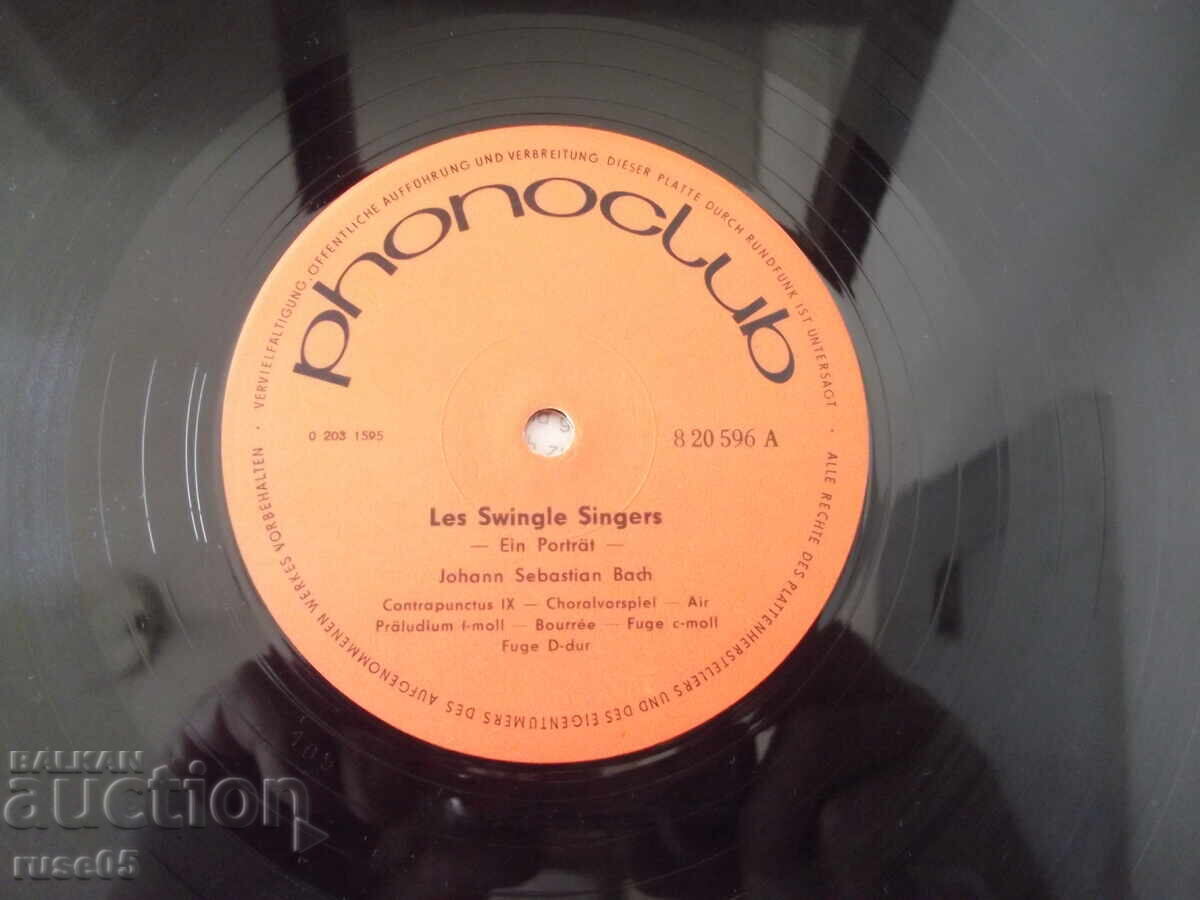 phonoclub
VERVIELFÄLTIGUNG, ÖFFENTLICHE AUFFÜHRUNG UND VERBREITUNG DIESER PLATTE DURCH RUNDFUNK IST UNTERSAGT · ALLE RECHTE DES PLATTENHERSTELLERS UND DES EIGENTUMERS DES AUFGENOMMENEN WERKES VORBEHALTEN ·
0 203 1595
8 20 596 A
Les Swingle Singers
— Ein Porträt —
Johann Sebastian Bach
Contrapunctus IX — Choralvorspiel — Air
Präludium f-moll — Bourrée — Fuge c-moll
Fuge D-dur
BALKAN
auction
ruse05